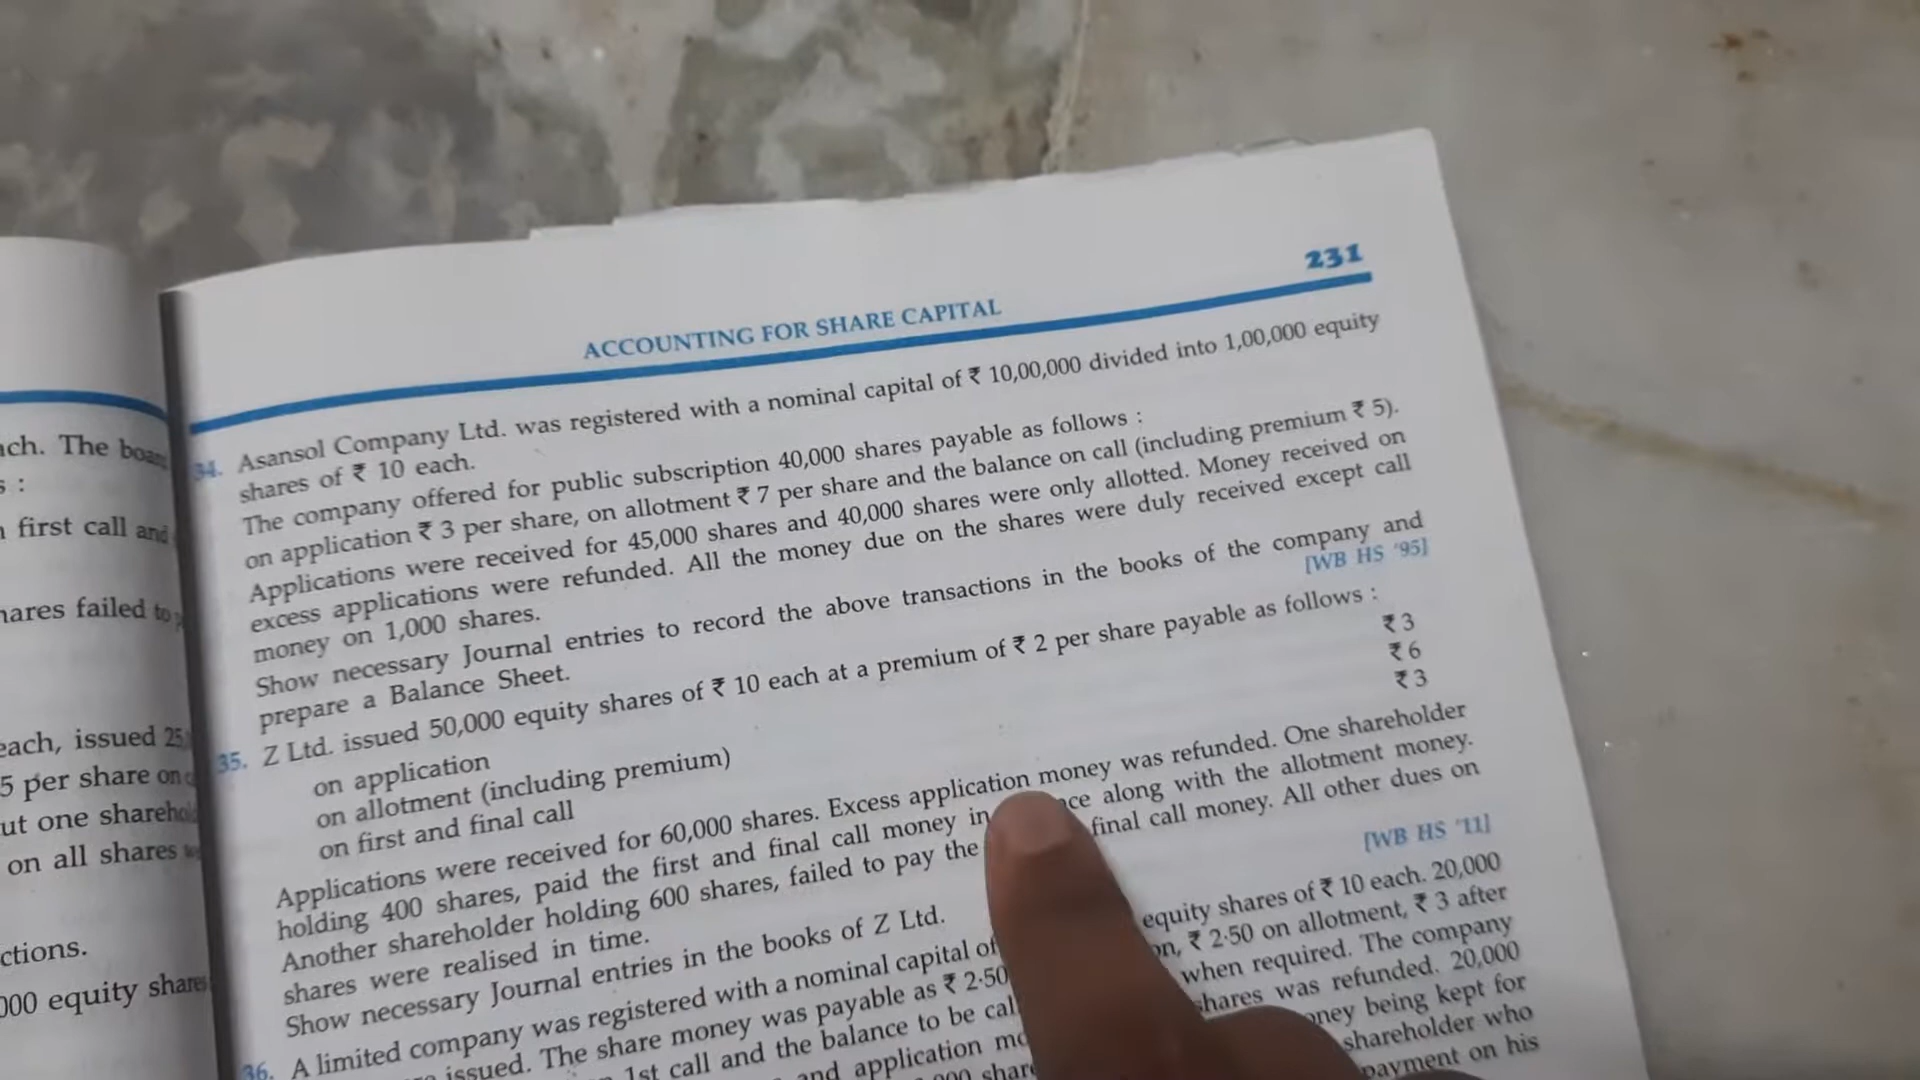 231
ACCOUNTING FOR SHARE CAPITAL
34. Asansol Company Ltd. was registered with a nominal capital of ₹ 10,00,000 divided into 1,00,000 equity
shares of ₹ 10 each.
The company offered for public subscription 40,000 shares payable as follows :
on application ₹ 3 per share, on allotment ₹ 7 per share and the balance on call (including premium ₹ 5).
Applications were received for 45,000 shares and 40,000 shares were only allotted. Money received on
excess applications were refunded. All the money due on the shares were duly received except call
money on 1,000 shares.
Show necessary Journal entries to record the above transactions in the books of the company and
prepare a Balance Sheet.
[WB HS '95]
35. Z Ltd. issued 50,000 equity shares of ₹ 10 each at a premium of ₹ 2 per share payable as follows :
on application ₹ 3
on allotment (including premium) ₹ 6
on first and final call ₹ 3
Applications were received for 60,000 shares. Excess application money was refunded. One shareholder
holding 400 shares, paid the first and final call money in along with the allotment money.
Another shareholder holding 600 shares, failed to pay the final call money. All other dues on
shares were realised in time.
Show necessary Journal entries in the books of Z Ltd.
[WB HS '11]
36. A limited company was registered with a nominal capital of equity shares of ₹ 10 each. 20,000
issued. The share money was payable as ₹ 2·50 ₹ 2·50 on allotment, ₹ 3 after
1st call and the balance to be when required. The company
and application shares was refunded. 20,000
being kept for
shareholder who
payment on his
ach. The
s :
first call and
ares failed to
each, issued 25
5 per share on
ut one
on all shares
ctions.
000 equity shares